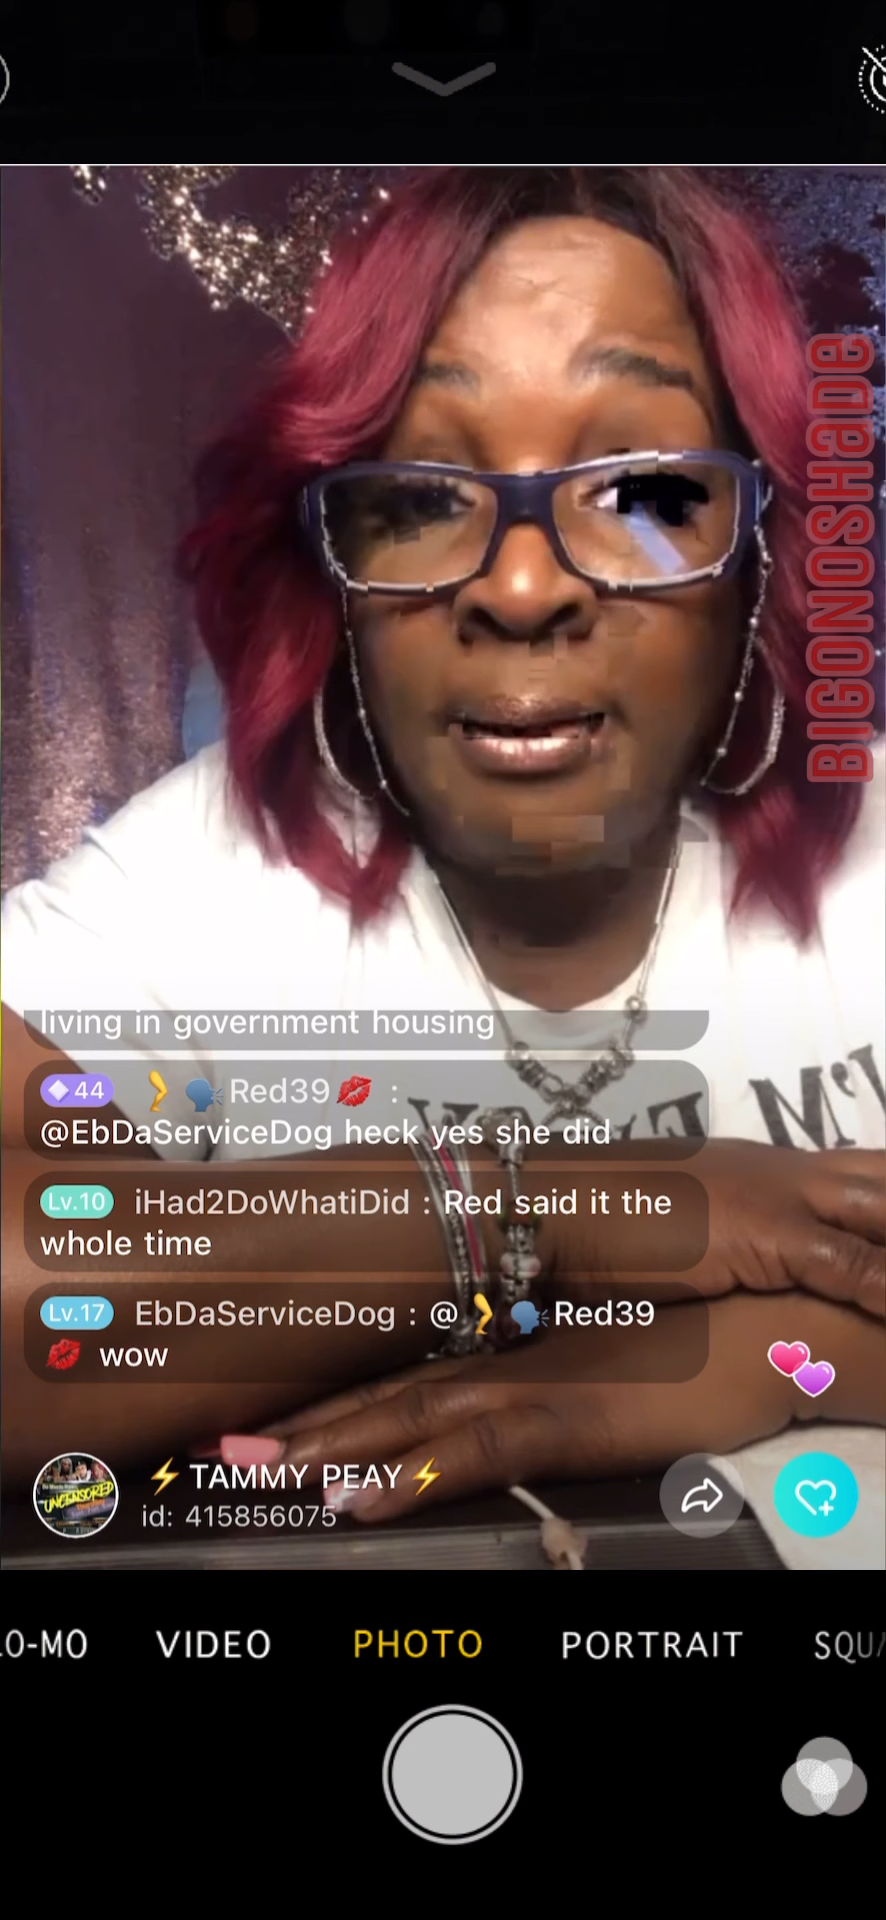 BIGONOSHADE
living in government housing
44 🗣Red39💋 :
@EbDaServiceDog heck yes she did
Lv.10 iHad2DoWhatiDid : Red said it the
whole time
Lv.17 EbDaServiceDog : @🗣Red39
💋 wow
UNCENSORED
⚡TAMMY PEAY⚡
id: 415856075
O-MO VIDEO PHOTO PORTRAIT SQU